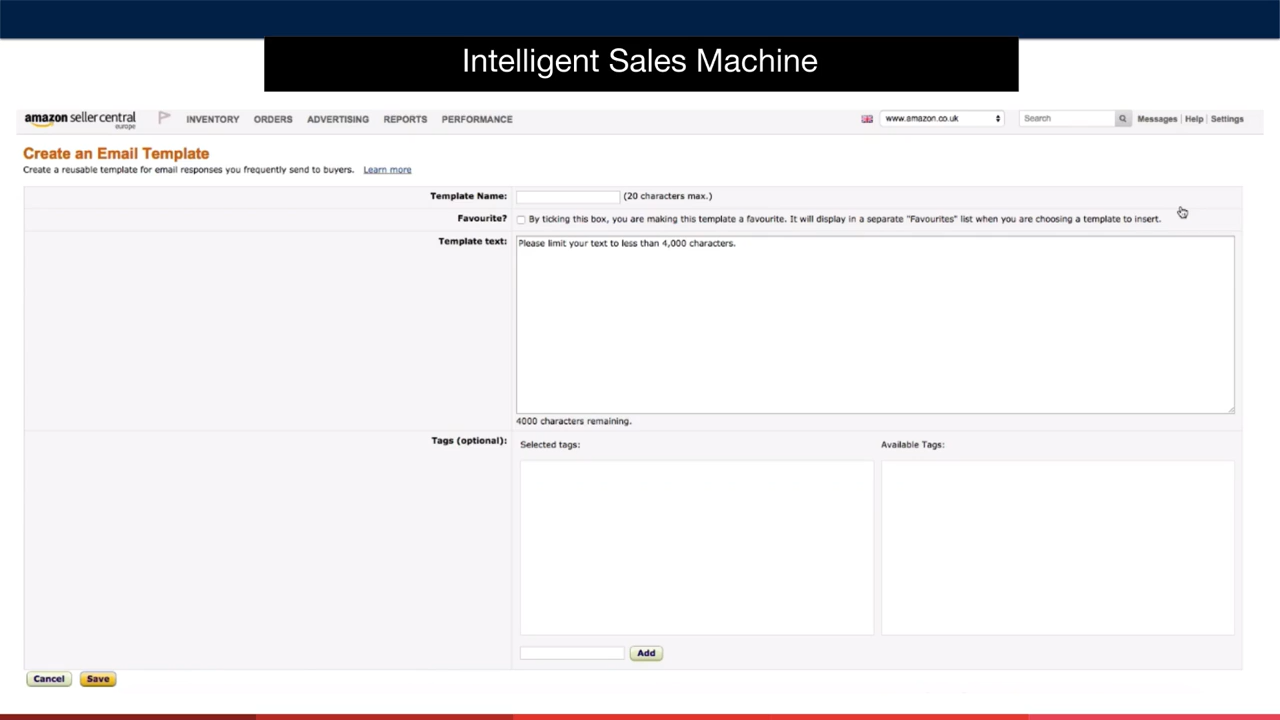 Intelligent Sales Machine
amazon seller central europe INVENTORY ORDERS ADVERTISING REPORTS PERFORMANCE www.amazon.co.uk Search Messages | Help | Settings
Create an Email Template
Create a reusable template for email responses you frequently send to buyers. Learn more
Template Name: (20 characters max.)
Favourite? By ticking this box, you are making this template a favourite. It will display in a separate "Favourites" list when you are choosing a template to insert.
Template text: Please limit your text to less than 4,000 characters.
4000 characters remaining.
Tags (optional): Selected tags: Available Tags:
Add
Cancel Save